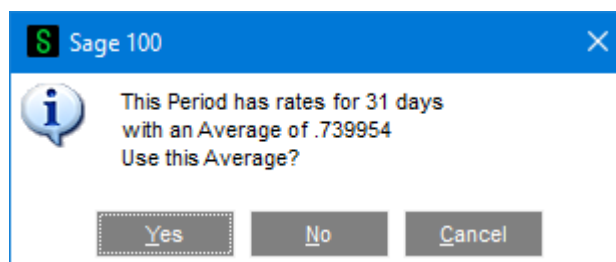 S Sage 100
This Period has rates for 31 days
with an Average of .739954
Use this Average?
Yes No Cancel